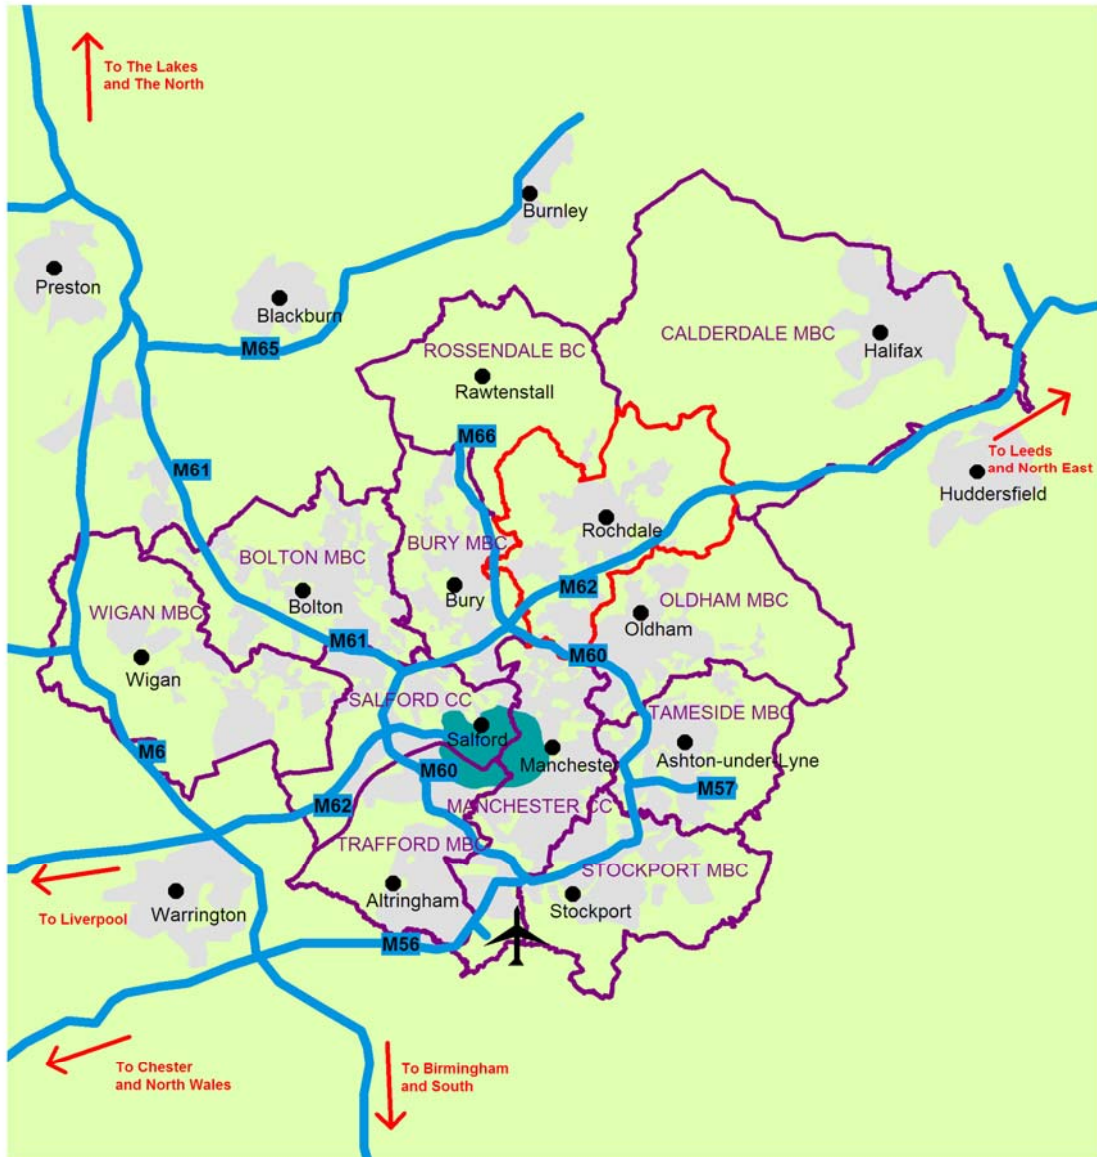 To The Lakes
and The North
Burnley
Preston
Blackburn
M65
ROSSENDALE BC
CALDERDALE MBC
Halifax
Rawtenstall
M66
To Leeds
and North East
M61
Huddersfield
Rochdale
BURY MBC
BOLTON MBC
M62
Bolton
Bury
OLDHAM MBC
WIGAN MBC
Oldham
M61
M60
Wigan
SALFORD CC
TAMESIDE MBC
Salford
M6
Manchester
Ashton-under-Lyne
M60
M57
M62
MANCHESTER CC
TRAFFORD MBC
STOCKPORT MBC
Altringham
Warrington
Stockport
To Liverpool
M56
To Chester
and North Wales
To Birmingham
and South